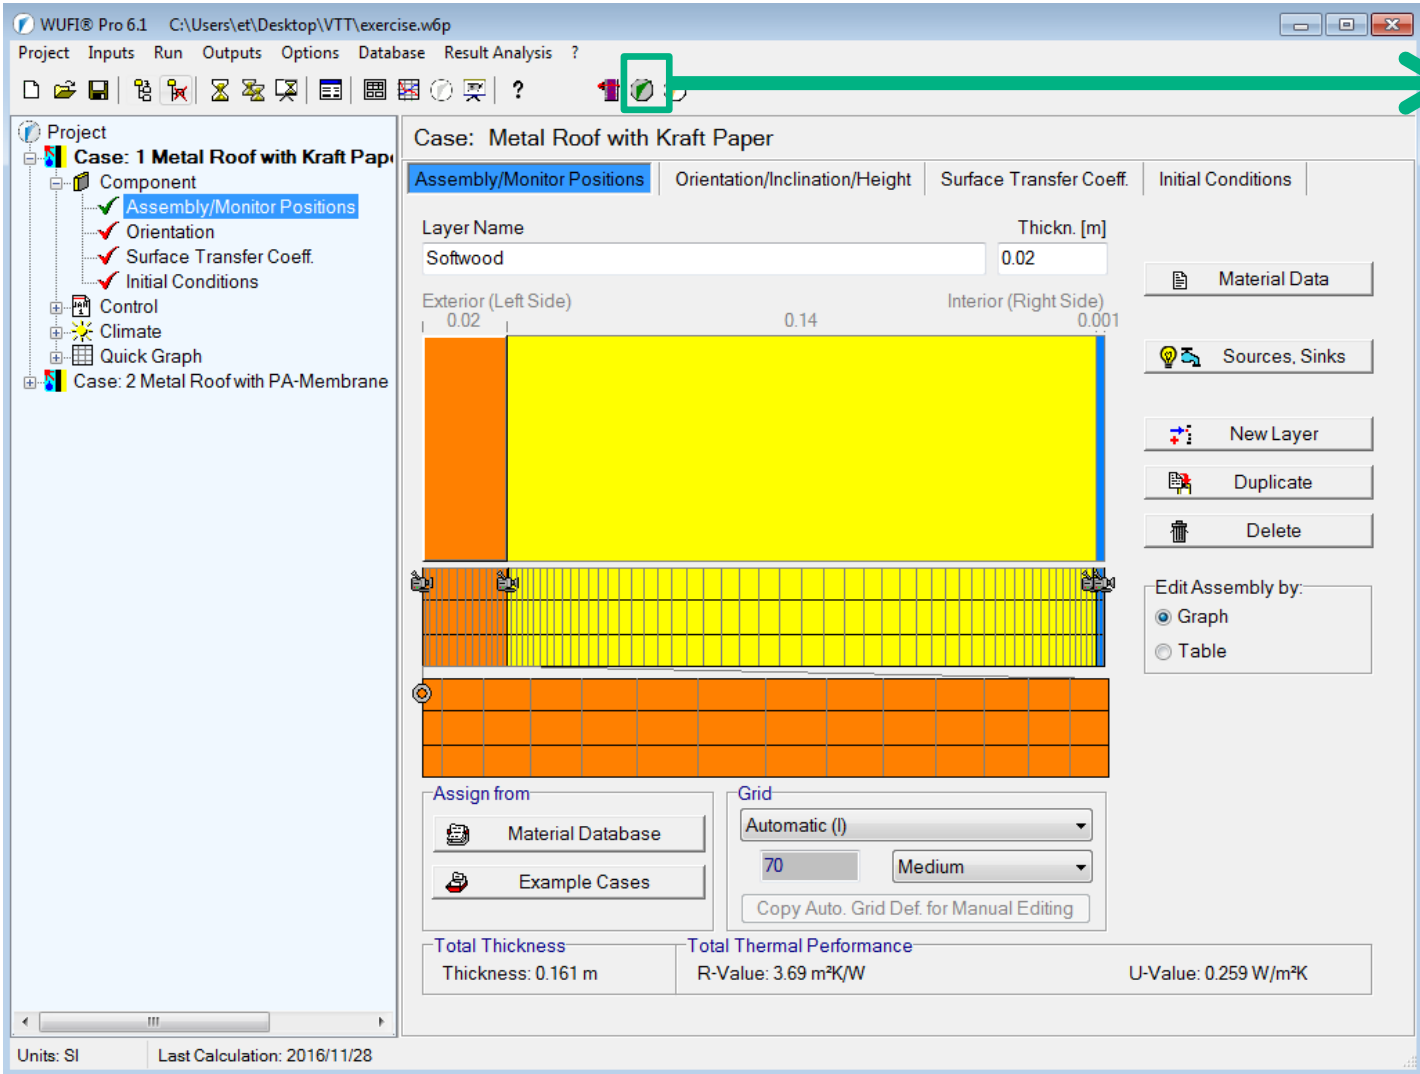 WUFI® Pro 6.1 C:\Users\et\Desktop\VTT\exercise.w6p
Project Inputs Run Outputs Options Database Result Analysis ?
?
Project
Case: 1 Metal Roof with Kraft Pap
Component
Assembly/Monitor Positions
Orientation
Surface Transfer Coeff.
Initial Conditions
Control
Climate
Quick Graph
Case: 2 Metal Roof with PA-Membrane
Case: Metal Roof with Kraft Paper
Assembly/Monitor Positions Orientation/Inclination/Height Surface Transfer Coeff. Initial Conditions
Layer Name Thickn. [m]
Softwood 0.02
Material Data
Exterior (Left Side) Interior (Right Side)
0.02 0.14 0.001
Sources, Sinks
New Layer
Duplicate
Delete
Edit Assembly by:
Graph
Table
Assign from
Material Database
Example Cases
Grid
Automatic (I)
70 Medium
Copy Auto. Grid Def. for Manual Editing
Total Thickness
Thickness: 0.161 m
Total Thermal Performance
R-Value: 3.69 m²K/W U-Value: 0.259 W/m²K
Units: SI Last Calculation: 2016/11/28